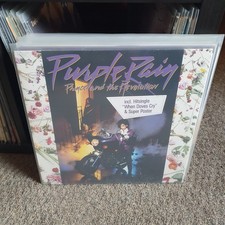 Purple Rain
Prince and the Revolution
incl. Hitsingle
"When Doves Cry"
& Super Poster